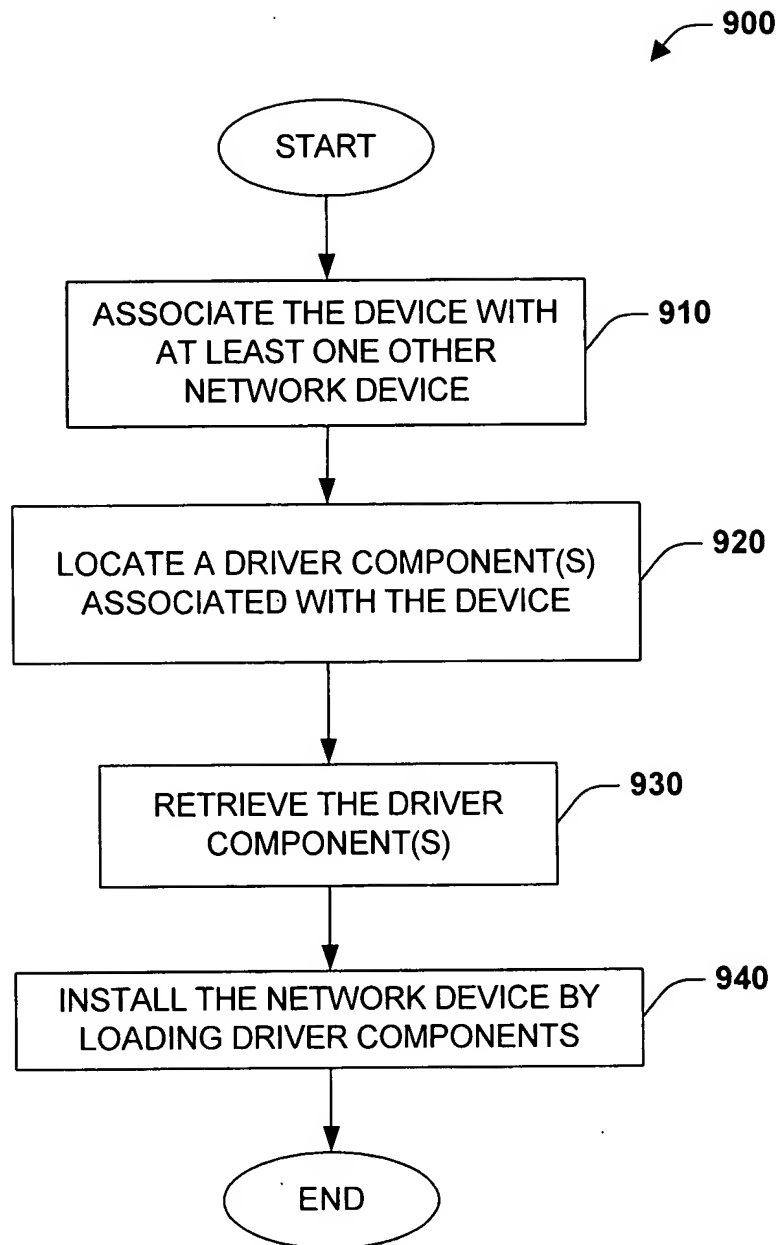 900
START
ASSOCIATE THE DEVICE WITH
AT LEAST ONE OTHER
NETWORK DEVICE
910
LOCATE A DRIVER COMPONENT(S)
ASSOCIATED WITH THE DEVICE
920
RETRIEVE THE DRIVER
COMPONENT(S)
930
INSTALL THE NETWORK DEVICE BY
LOADING DRIVER COMPONENTS
940
END